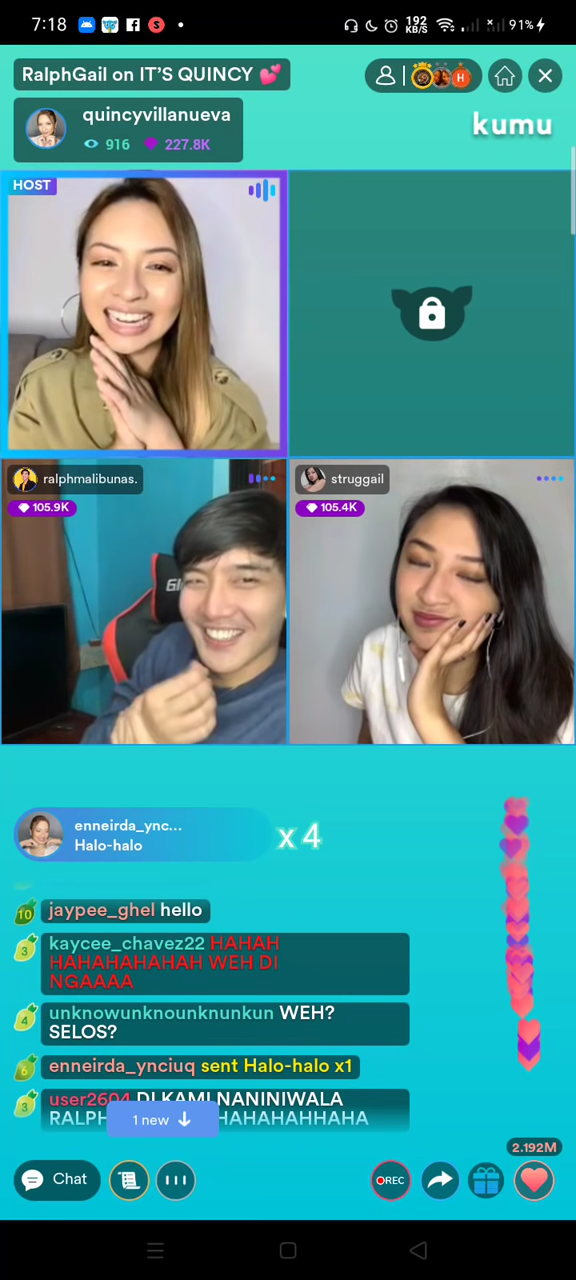 7:18
S
192
KB/S
91%
RalphGail on IT'S QUINCY 💕
H
quincyvillanueva
916
227.8K
kumu
HOST
ralphmalibunas.
105.9K
struggail
105.4K
GI
enneirda_ync...
Halo-halo
x 4
10
jaypee_ghel hello
3
kaycee_chavez22 HAHAH
HAHAHAHAHAH WEH DI
NGAAAA
4
unknowunknounknunkun WEH?
SELOS?
6
enneirda_ynciuq sent Halo-halo x1
3
user2604 DI KAMI NANINIWALA
RALPH HAHAHAHHAHA
1 new ↓
2.192M
Chat
REC